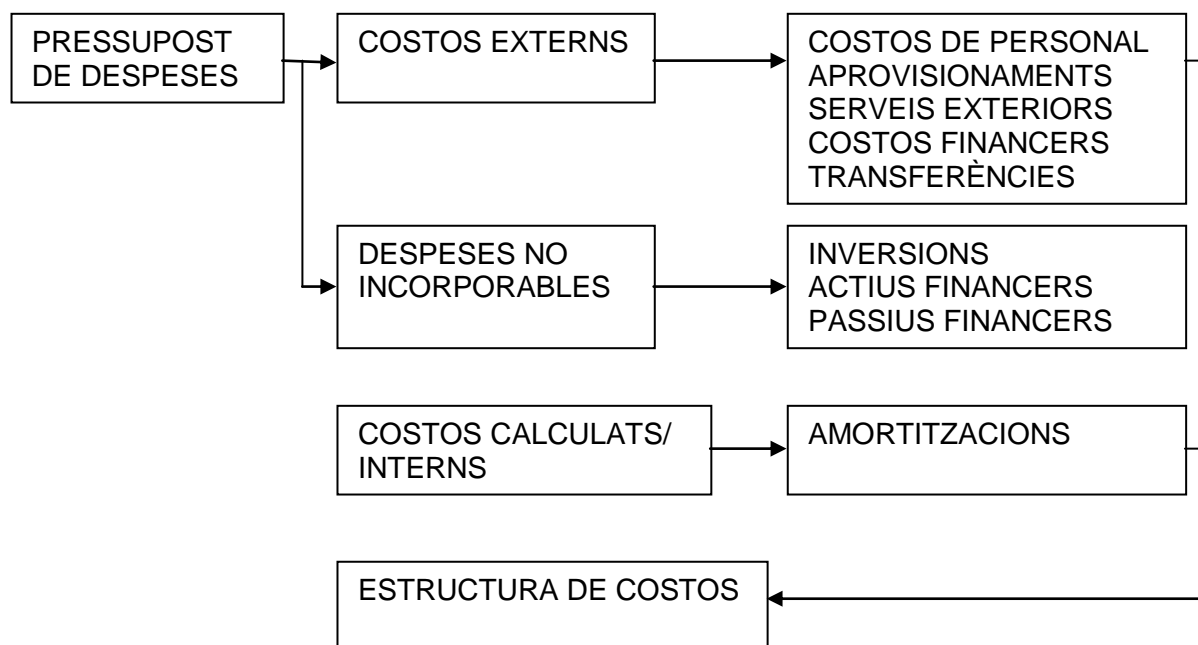 PRESSUPOST
DE DESPESES
COSTOS EXTERNS
COSTOS DE PERSONAL
APROVISIONAMENTS
SERVEIS EXTERIORS
COSTOS FINANCERS
TRANSFERÈNCIES
DESPESES NO
INCORPORABLES
INVERSIONS
ACTIUS FINANCERS
PASSIUS FINANCERS
COSTOS CALCULATS/
INTERNS
AMORTITZACIONS
ESTRUCTURA DE COSTOS